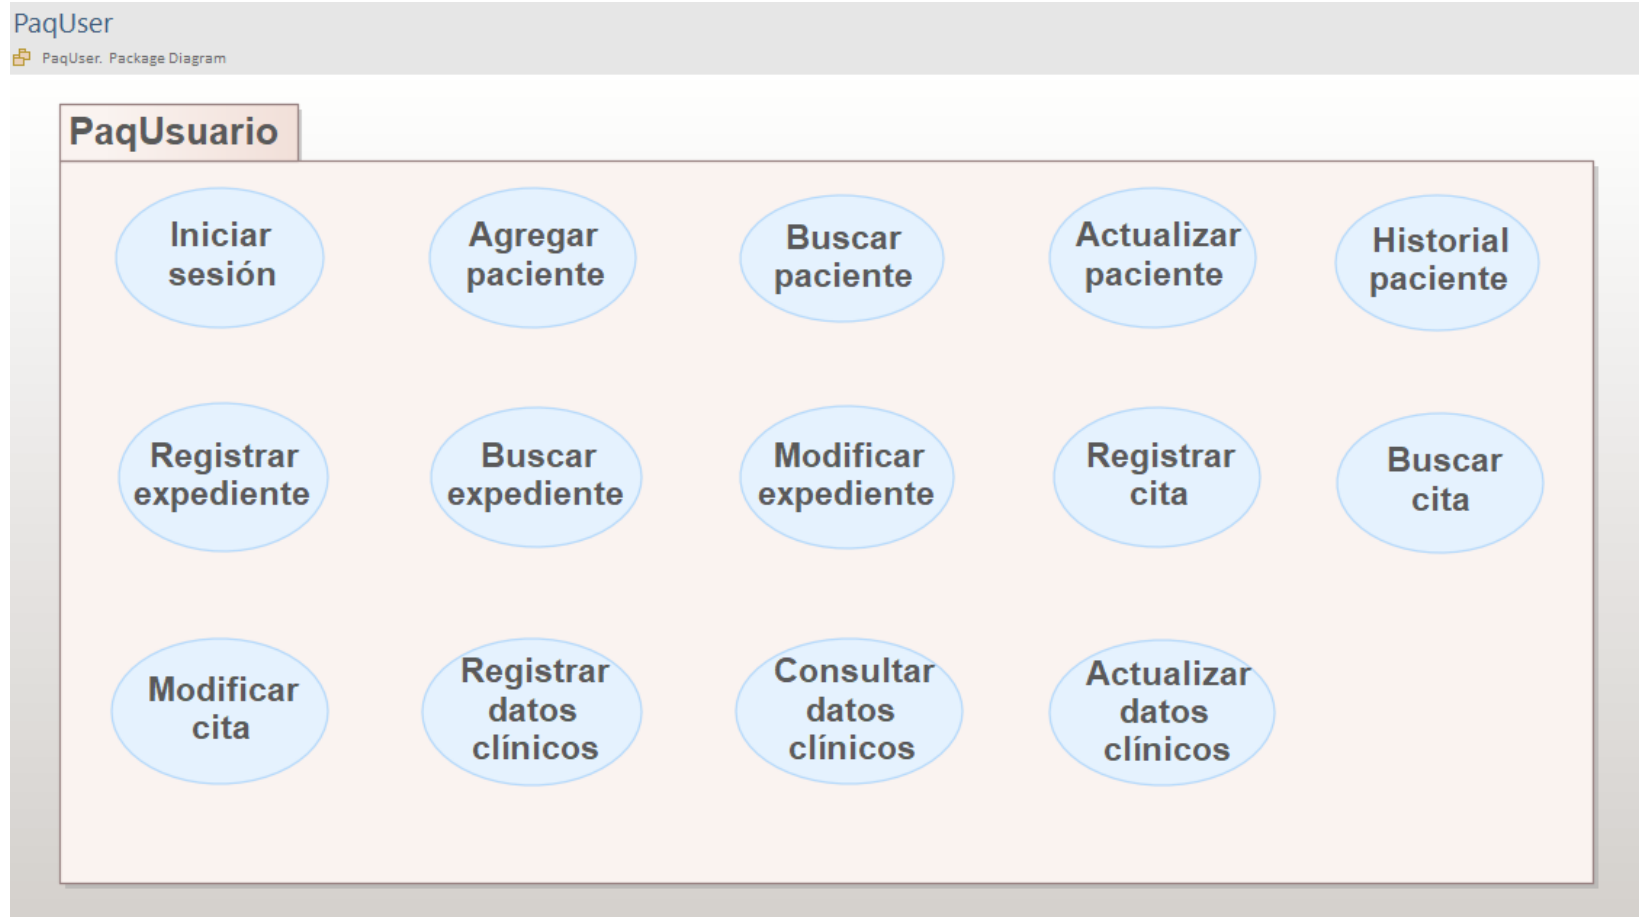 PaqUser
PaqUser. Package Diagram
PaqUsuario
Iniciar
sesión
Agregar
paciente
Buscar
paciente
Actualizar
paciente
Historial
paciente
Registrar
expediente
Buscar
expediente
Modificar
expediente
Registrar
cita
Buscar
cita
Modificar
cita
Registrar
datos
clínicos
Consultar
datos
clínicos
Actualizar
datos
clínicos